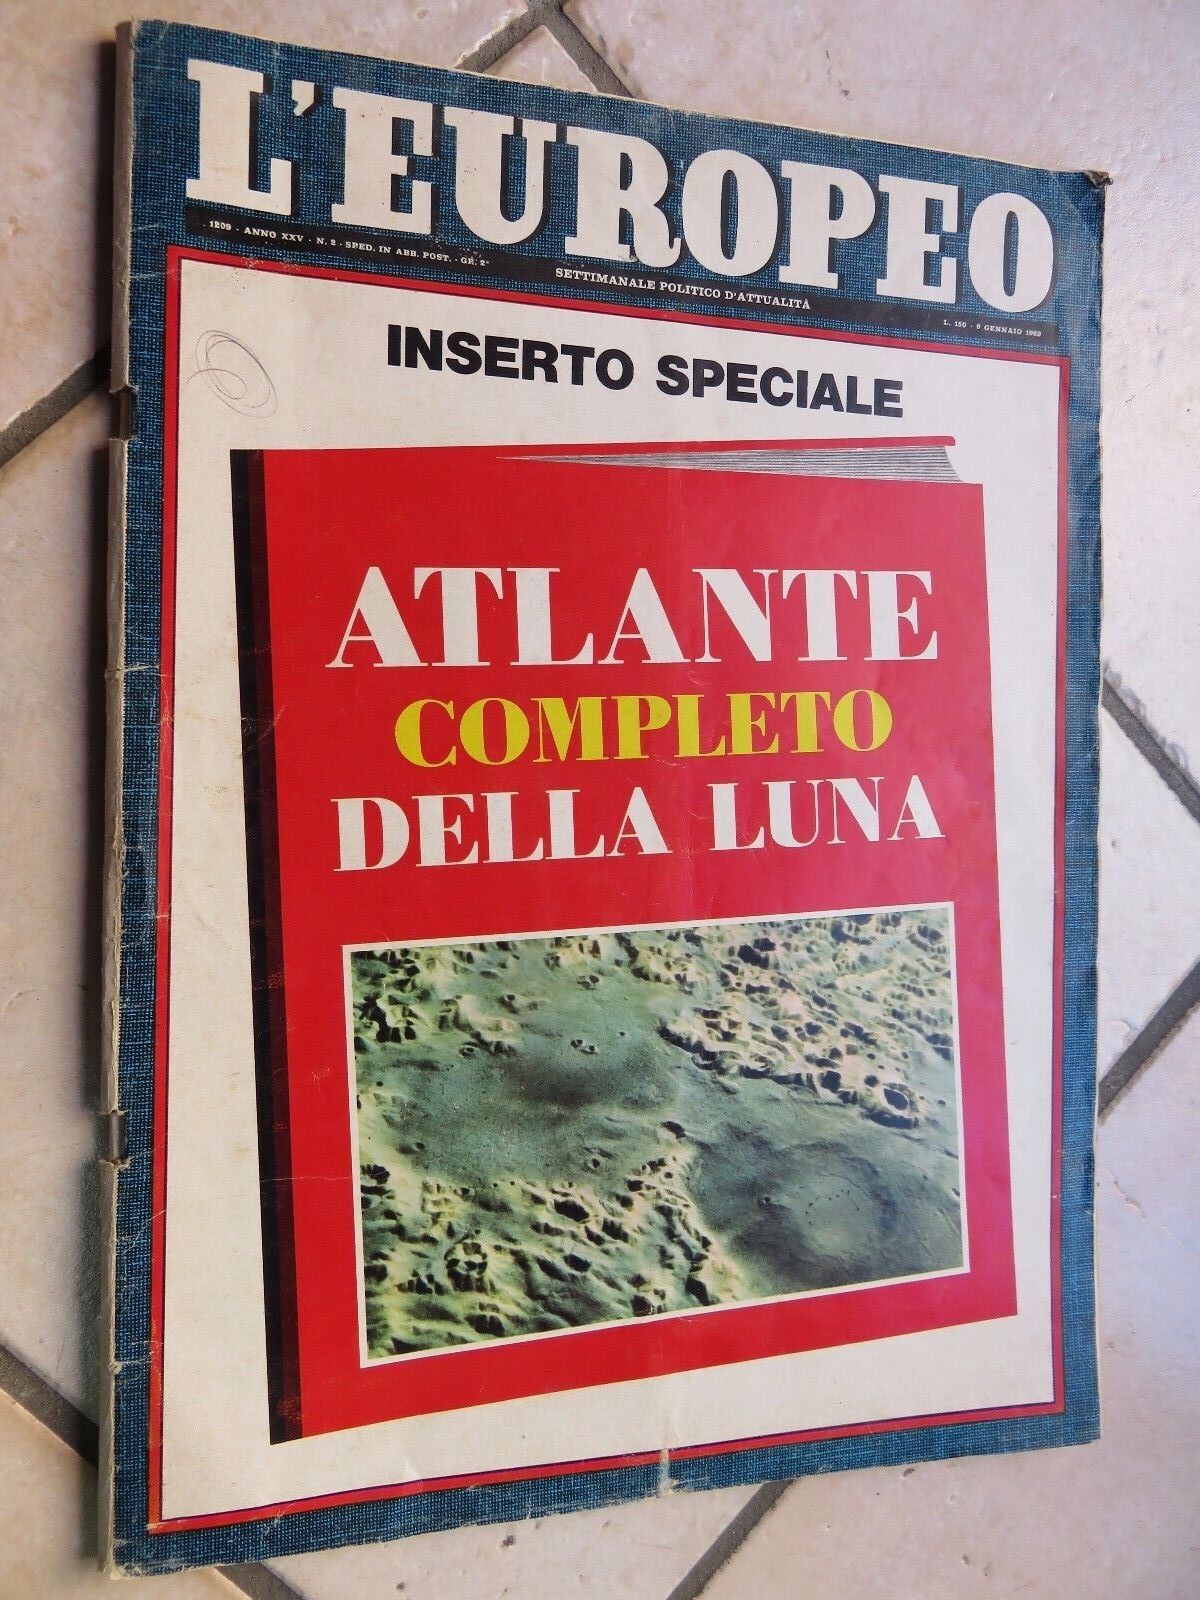 L'EUROPEO
1209 - ANNO XXV - N. 2 - SPED. IN ABB. POST. - GR. 2°
SETTIMANALE POLITICO D'ATTUALITÀ
L. 150 - 9 GENNAIO 1969
INSERTO SPECIALE
ATLANTE
COMPLETO
DELLA LUNA